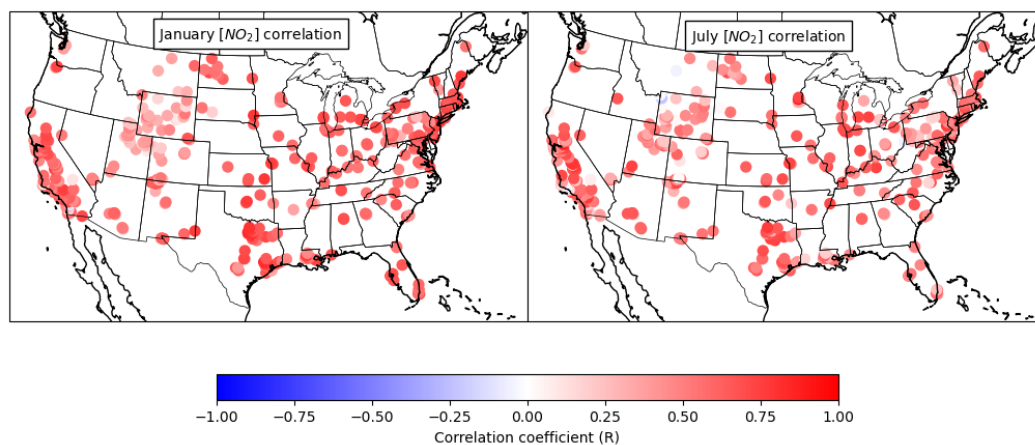 January [NO₂] correlation
July [NO₂] correlation
−1.00 −0.75 −0.50 −0.25 0.00 0.25 0.50 0.75 1.00
Correlation coefficient (R)